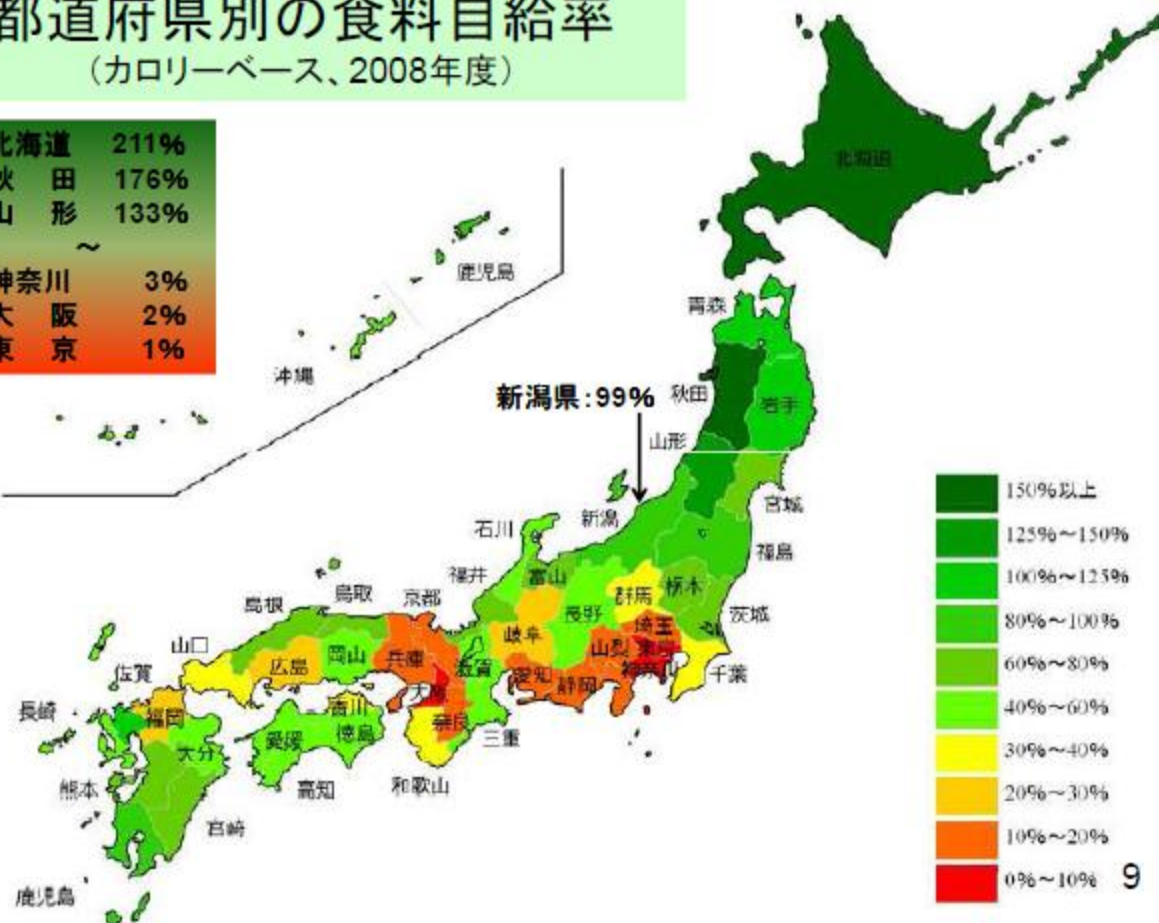 都道府県別の食料自給率
（カロリーベース、2008年度）
北海道 211%
秋 田 176%
山 形 133%
～
神奈川 3%
大 阪 2%
東 京 1%
北海道
鹿児島
沖縄
青森
新潟県：99%
秋田
岩手
山形
宮城
新潟
石川
福島
福井
富山
群馬
栃木
長野
茨城
島根
鳥取
京都
埼玉
山口
岐阜
山梨
東京
広島
岡山
兵庫
滋賀
愛知
静岡
神奈川
千葉
佐賀
大阪
長崎
福岡
香川
奈良
大分
愛媛
徳島
三重
熊本
高知
和歌山
宮崎
鹿児島
150%以上
125%～150%
100%～125%
80%～100%
60%～80%
40%～60%
30%～40%
20%～30%
10%～20%
0%～10%
9